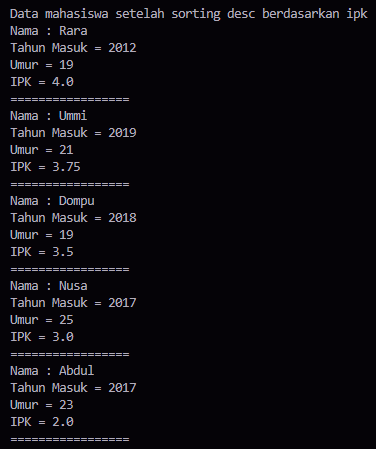 Data mahasiswa setelah sorting desc berdasarkan ipk
Nama : Rara
Tahun Masuk = 2012
Umur = 19
IPK = 4.0
=================
Nama : Ummi
Tahun Masuk = 2019
Umur = 21
IPK = 3.75
=================
Nama : Dompu
Tahun Masuk = 2018
Umur = 19
IPK = 3.5
=================
Nama : Nusa
Tahun Masuk = 2017
Umur = 25
IPK = 3.0
=================
Nama : Abdul
Tahun Masuk = 2017
Umur = 23
IPK = 2.0
=================